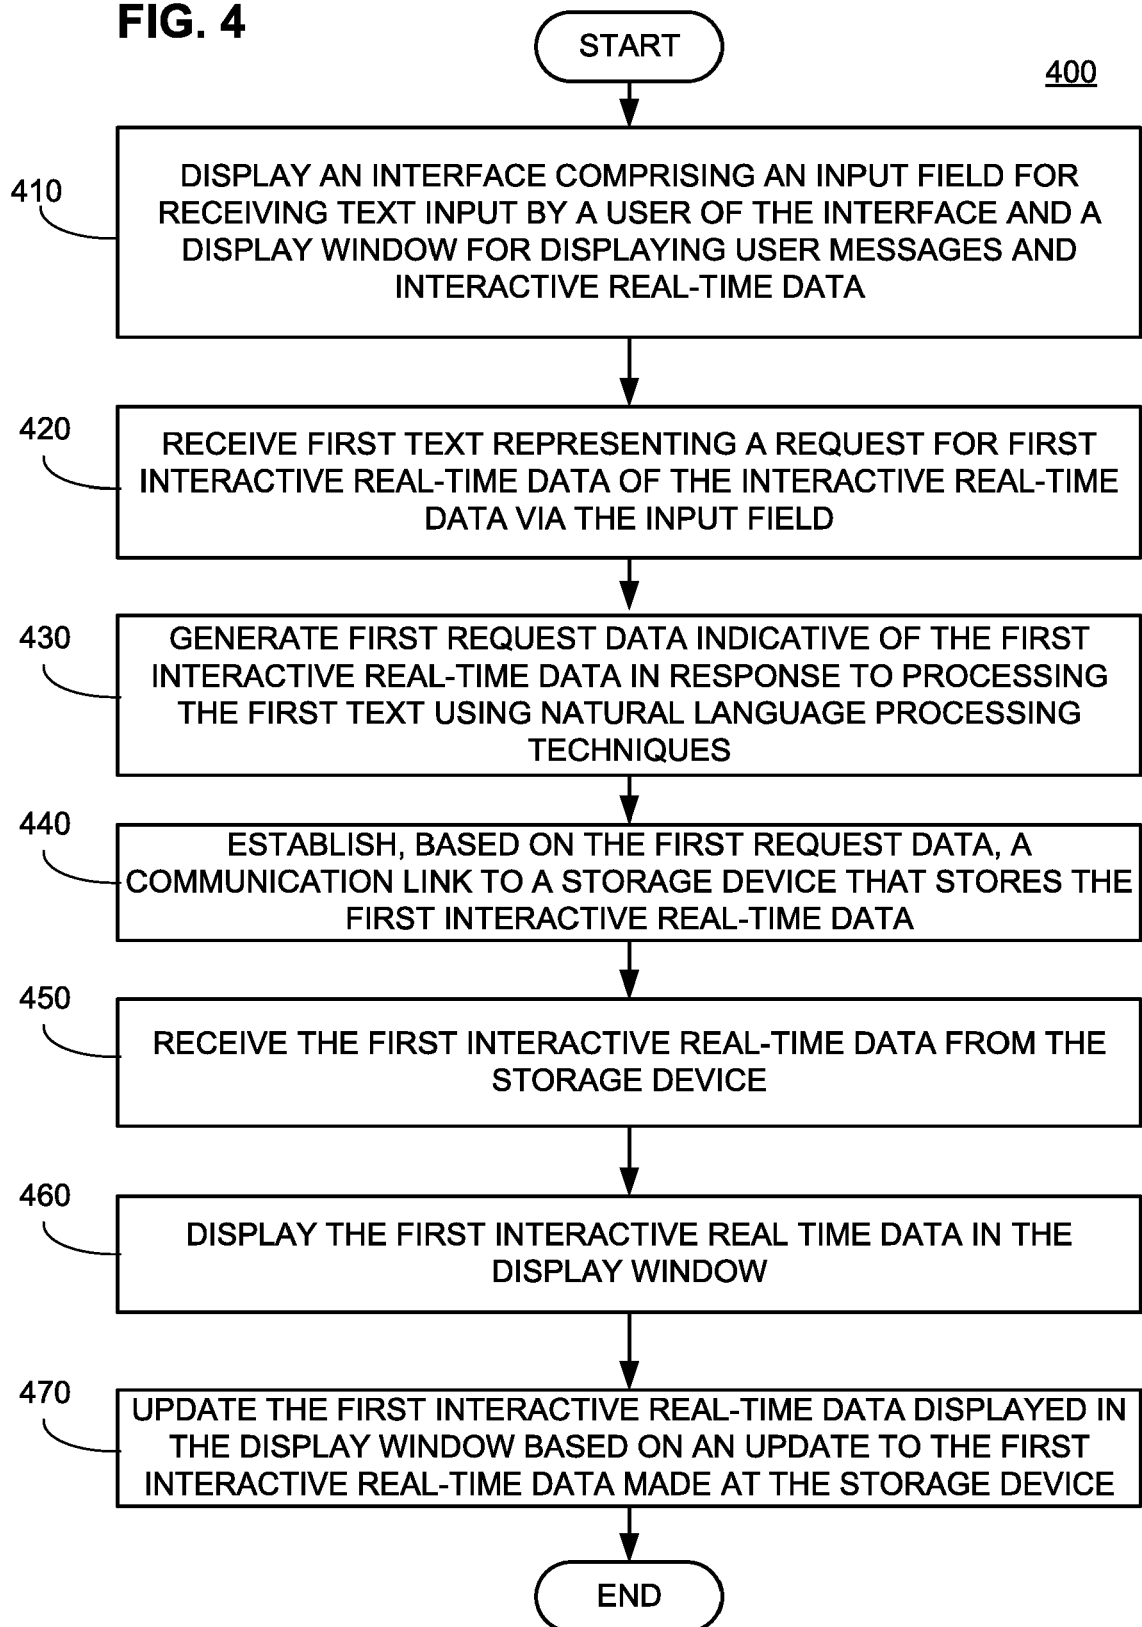 FIG. 4
START
400
410
DISPLAY AN INTERFACE COMPRISING AN INPUT FIELD FOR
RECEIVING TEXT INPUT BY A USER OF THE INTERFACE AND A
DISPLAY WINDOW FOR DISPLAYING USER MESSAGES AND
INTERACTIVE REAL-TIME DATA
420
RECEIVE FIRST TEXT REPRESENTING A REQUEST FOR FIRST
INTERACTIVE REAL-TIME DATA OF THE INTERACTIVE REAL-TIME
DATA VIA THE INPUT FIELD
430
GENERATE FIRST REQUEST DATA INDICATIVE OF THE FIRST
INTERACTIVE REAL-TIME DATA IN RESPONSE TO PROCESSING
THE FIRST TEXT USING NATURAL LANGUAGE PROCESSING
TECHNIQUES
440
ESTABLISH, BASED ON THE FIRST REQUEST DATA, A
COMMUNICATION LINK TO A STORAGE DEVICE THAT STORES THE
FIRST INTERACTIVE REAL-TIME DATA
450
RECEIVE THE FIRST INTERACTIVE REAL-TIME DATA FROM THE
STORAGE DEVICE
460
DISPLAY THE FIRST INTERACTIVE REAL TIME DATA IN THE
DISPLAY WINDOW
470
UPDATE THE FIRST INTERACTIVE REAL-TIME DATA DISPLAYED IN
THE DISPLAY WINDOW BASED ON AN UPDATE TO THE FIRST
INTERACTIVE REAL-TIME DATA MADE AT THE STORAGE DEVICE
END